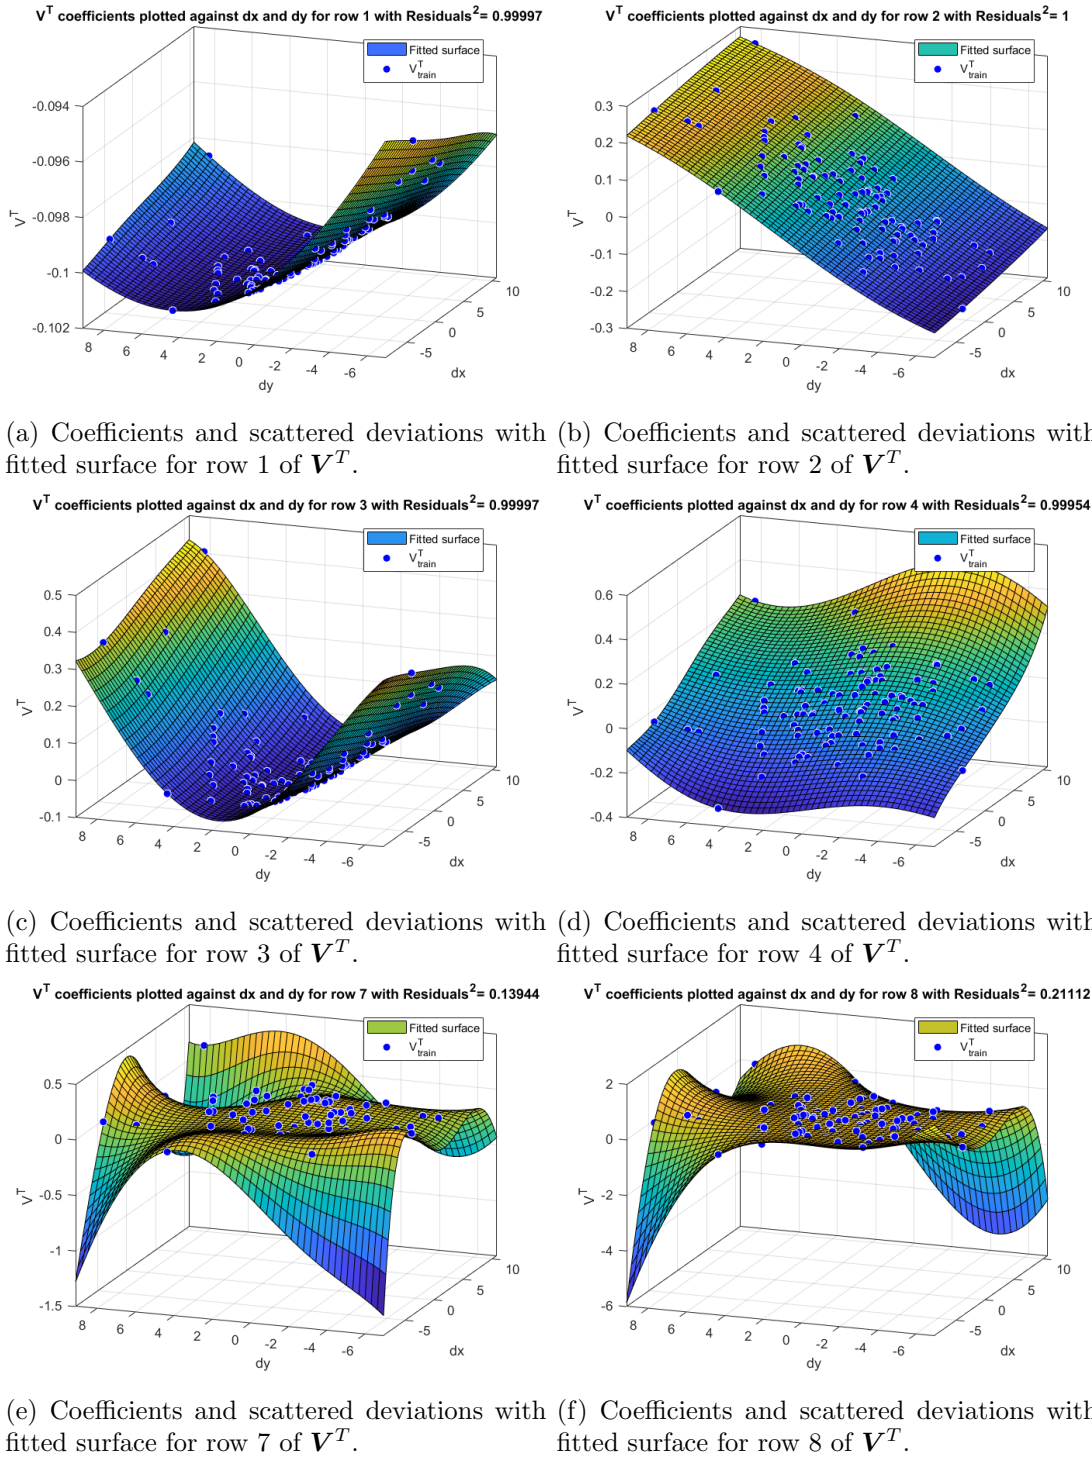 V^T coefficients plotted against dx and dy for row 1 with Residuals^2= 0.99997
Fitted surface
V^T_train
-0.094
-0.096
-0.098
-0.1
-0.102
V^T
8 6 4 2 0 -2 -4 -6
dy
-5 0 5 10
dx
(a) Coefficients and scattered deviations with fitted surface for row 1 of V^T.
V^T coefficients plotted against dx and dy for row 2 with Residuals^2= 1
Fitted surface
V^T_train
0.3
0.2
0.1
0
-0.1
-0.2
-0.3
V^T
8 6 4 2 0 -2 -4 -6
dy
-5 0 5 10
dx
(b) Coefficients and scattered deviations with
fitted surface for row 2 of V^T.
V^T coefficients plotted against dx and dy for row 3 with Residuals^2= 0.99997
Fitted surface
V^T_train
0.5
0.4
0.3
0.2
0.1
0
-0.1
V^T
8 6 4 2 0 -2 -4 -6
dy
-5 0 5 10
dx
(c) Coefficients and scattered deviations with
fitted surface for row 3 of V^T.
V^T coefficients plotted against dx and dy for row 4 with Residuals^2= 0.99954
Fitted surface
V^T_train
0.6
0.4
0.2
0
-0.2
-0.4
V^T
8 6 4 2 0 -2 -4 -6
dy
-5 0 5 10
dx
(d) Coefficients and scattered deviations with
fitted surface for row 4 of V^T.
V^T coefficients plotted against dx and dy for row 7 with Residuals^2= 0.13944
Fitted surface
V^T_train
0.5
0
-0.5
-1
-1.5
V^T
8 6 4 2 0 -2 -4 -6
dy
-5 0 5 10
dx
(e) Coefficients and scattered deviations with
fitted surface for row 7 of V^T.
V^T coefficients plotted against dx and dy for row 8 with Residuals^2= 0.21112
Fitted surface
V^T_train
2
0
-2
-4
-6
V^T
8 6 4 2 0 -2 -4 -6
dy
-5 0 5 10
dx
(f) Coefficients and scattered deviations with
fitted surface for row 8 of V^T.